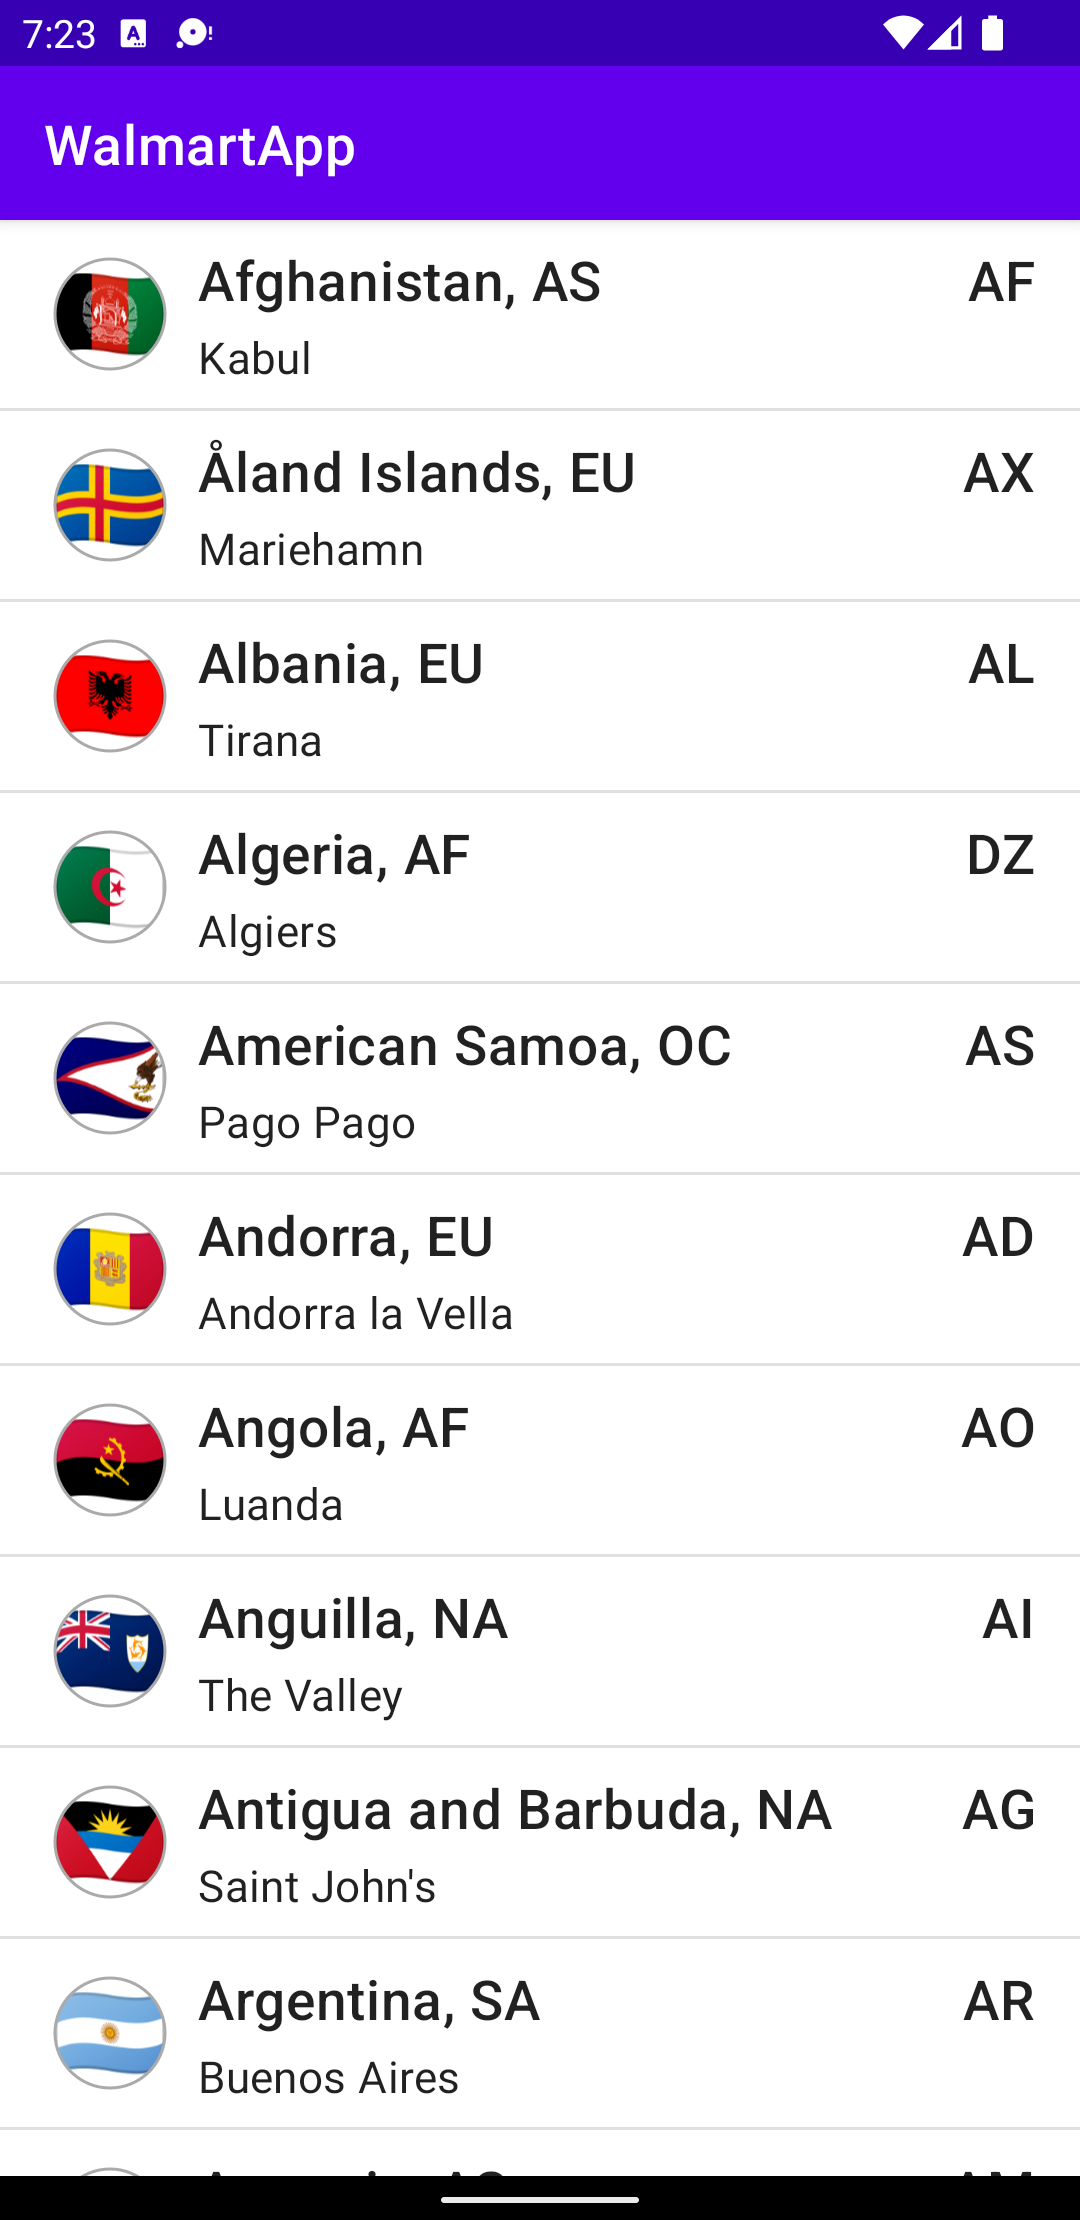 7:23
WalmartApp
Afghanistan, AS AF
Kabul
Åland Islands, EU AX
Mariehamn
Albania, EU AL
Tirana
Algeria, AF DZ
Algiers
American Samoa, OC AS
Pago Pago
Andorra, EU AD
Andorra la Vella
Angola, AF AO
Luanda
Anguilla, NA AI
The Valley
Antigua and Barbuda, NA AG
Saint John's
Argentina, SA AR
Buenos Aires